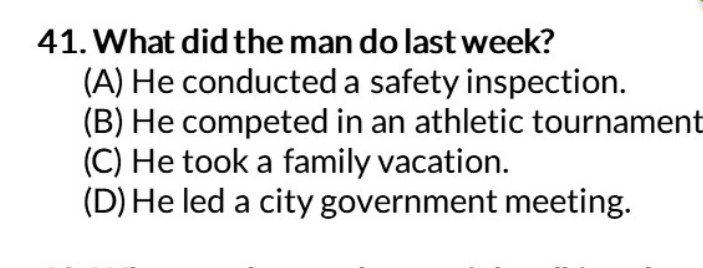 41. What did the man do last week?
(A) He conducted a safety inspection.
(B) He competed in an athletic tournament
(C) He took a family vacation.
(D) He led a city government meeting.